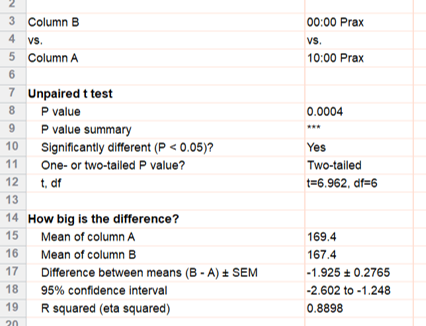 2
3 Column B 00:00 Prax
4 vs. vs.
5 Column A 10:00 Prax
6
7 Unpaired t test
8 P value 0.0004
9 P value summary ***
10 Significantly different (P < 0.05)? Yes
11 One- or two-tailed P value? Two-tailed
12 t, df t=6.962, df=6
13
14 How big is the difference?
15 Mean of column A 169.4
16 Mean of column B 167.4
17 Difference between means (B - A) ± SEM -1.925 ± 0.2765
18 95% confidence interval -2.602 to -1.248
19 R squared (eta squared) 0.8898
20